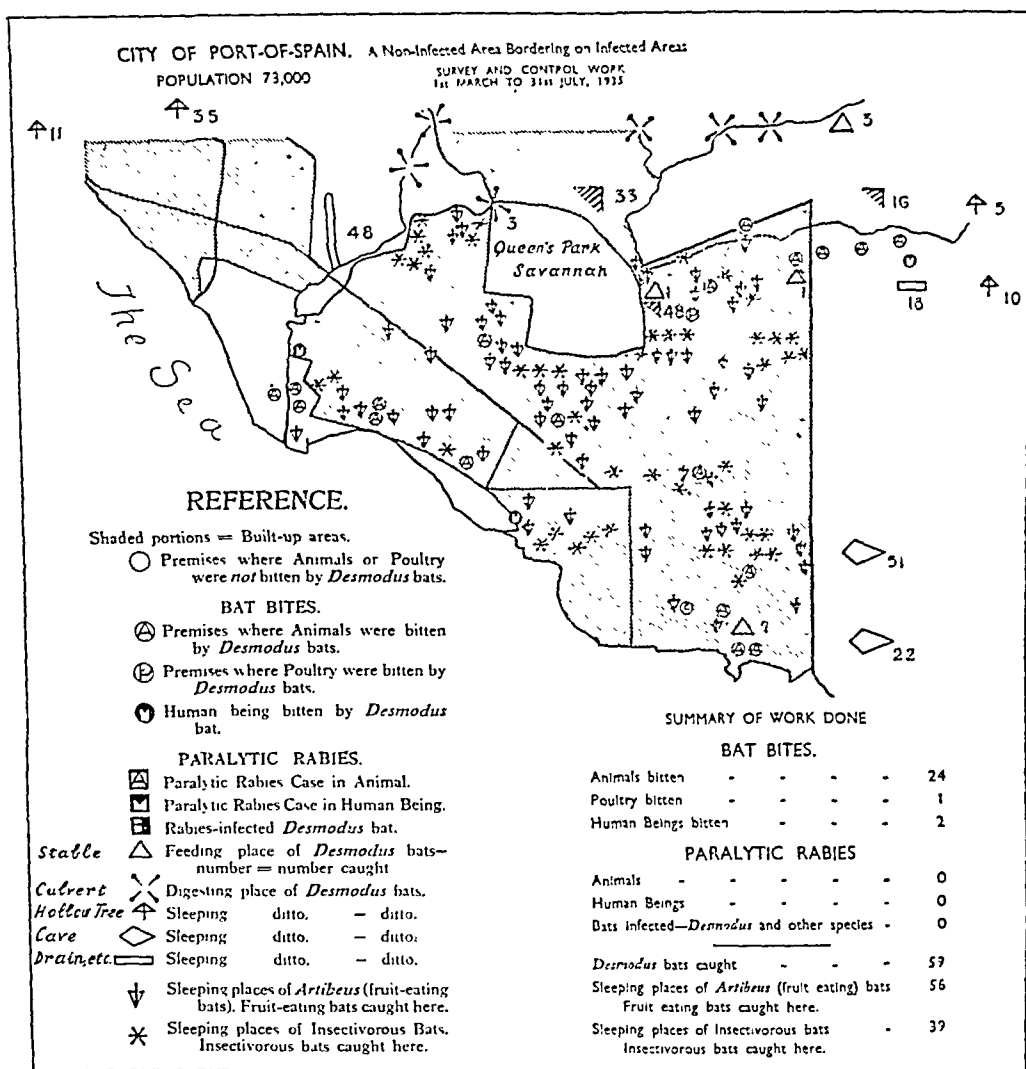 CITY OF PORT-OF-SPAIN. A Non-Infected Area Bordering on Infected Areas
POPULATION 73,000
SURVEY AND CONTROL WORK
1st MARCH TO 31st JULY, 1935
11
35
3
33
16
5
48
3
Queen's Park
Savannah
18
10
1
1
48
The Sea
7
51
7
22
REFERENCE.
Shaded portions = Built-up areas.
Premises where Animals or Poultry
were not bitten by Desmodus bats.
BAT BITES.
A Premises where Animals were bitten
by Desmodus bats.
P Premises where Poultry were bitten by
Desmodus bats.
Human being bitten by Desmodus
bat.
PARALYTIC RABIES.
A Paralytic Rabies Case in Animal.
Paralytic Rabies Case in Human Being.
Rabies-infected Desmodus bat.
Stable Feeding place of Desmodus bats—
number = number caught
Culvert Digesting place of Desmodus bats.
Hollow Tree Sleeping ditto. — ditto.
Cave Sleeping ditto. — ditto.
Drain, etc. Sleeping ditto. — ditto.
Sleeping places of Artibeus (fruit-eating
bats). Fruit-eating bats caught here.
Sleeping places of Insectivorous Bats.
Insectivorous bats caught here.
SUMMARY OF WORK DONE
BAT BITES.
Animals bitten - - - - 24
Poultry bitten - - - - 1
Human Beings bitten - - - - 2
PARALYTIC RABIES
Animals - - - - - 0
Human Beings - - - - 0
Bats infected—Desmodus and other species - 0
Desmodus bats caught - - - 57
Sleeping places of Artibeus (fruit eating) bats 56
Fruit eating bats caught here.
Sleeping places of Insectivorous bats - 39
Insectivorous bats caught here.